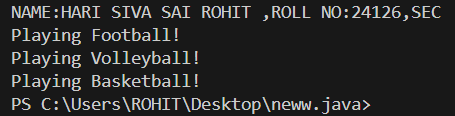 NAME:HARI SIVA SAI ROHIT ,ROLL NO:24126,SEC
Playing Football!
Playing Volleyball!
Playing Basketball!
PS C:\Users\ROHIT\Desktop\neww.java>